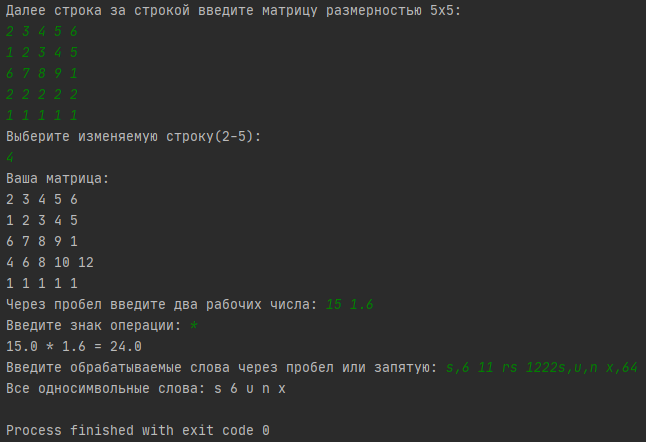 Далее строка за строкой введите матрицу размерностью 5x5:
2 3 4 5 6
1 2 3 4 5
6 7 8 9 1
2 2 2 2 2
1 1 1 1 1
Выберите изменяемую строку(2-5):
4
Ваша матрица:
2 3 4 5 6
1 2 3 4 5
6 7 8 9 1
4 6 8 10 12
1 1 1 1 1
Через пробел введите два рабочих числа: 15 1.6
Введите знак операции: *
15.0 * 1.6 = 24.0
Введите обрабатываемые слова через пробел или запятую: s,6 11 rs 1222s,u,n x,64
Все односимвольные слова: s 6 u n x
Process finished with exit code 0